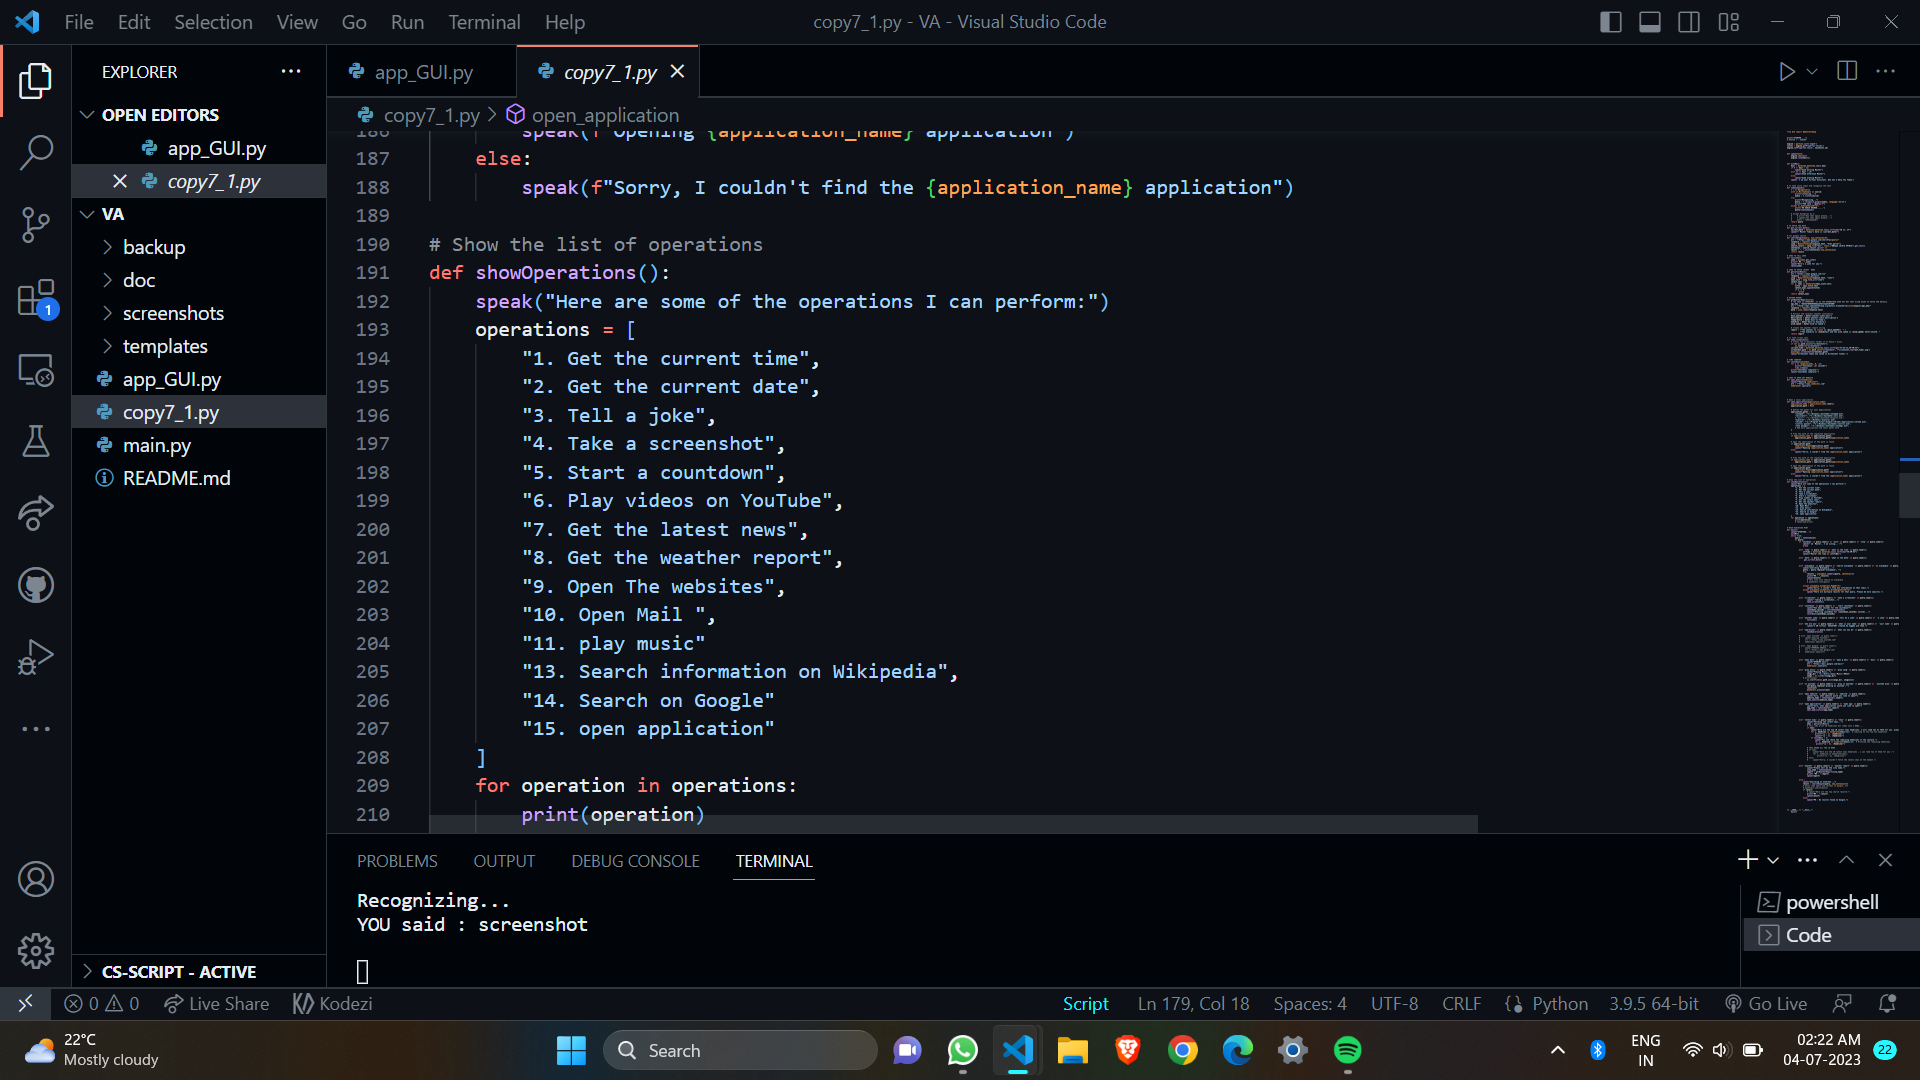 File Edit Selection View Go Run Terminal Help
copy7_1.py - VA - Visual Studio Code
EXPLORER
OPEN EDITORS
app_GUI.py
copy7_1.py
VA
backup
doc
screenshots
templates
app_GUI.py
copy7_1.py
main.py
README.md
CS-SCRIPT - ACTIVE
app_GUI.py copy7_1.py
copy7_1.py > open_application
186 speak(f"Opening {application_name} application")
187 else:
188 speak(f"Sorry, I couldn't find the {application_name} application")
189
190 # Show the list of operations
191 def showOperations():
192 speak("Here are some of the operations I can perform:")
193 operations = [
194 "1. Get the current time",
195 "2. Get the current date",
196 "3. Tell a joke",
197 "4. Take a screenshot",
198 "5. Start a countdown",
199 "6. Play videos on YouTube",
200 "7. Get the latest news",
201 "8. Get the weather report",
202 "9. Open The websites",
203 "10. Open Mail ",
204 "11. play music"
205 "13. Search information on Wikipedia",
206 "14. Search on Google"
207 "15. open application"
208 ]
209 for operation in operations:
210 print(operation)
PROBLEMS OUTPUT DEBUG CONSOLE TERMINAL
Recognizing...
YOU said : screenshot
powershell
Code
0 0 Live Share Kodezi
Script Ln 179, Col 18 Spaces: 4 UTF-8 CRLF Python 3.9.5 64-bit Go Live
22°C
Mostly cloudy
Search
ENG
IN
02:22 AM
04-07-2023
22
1